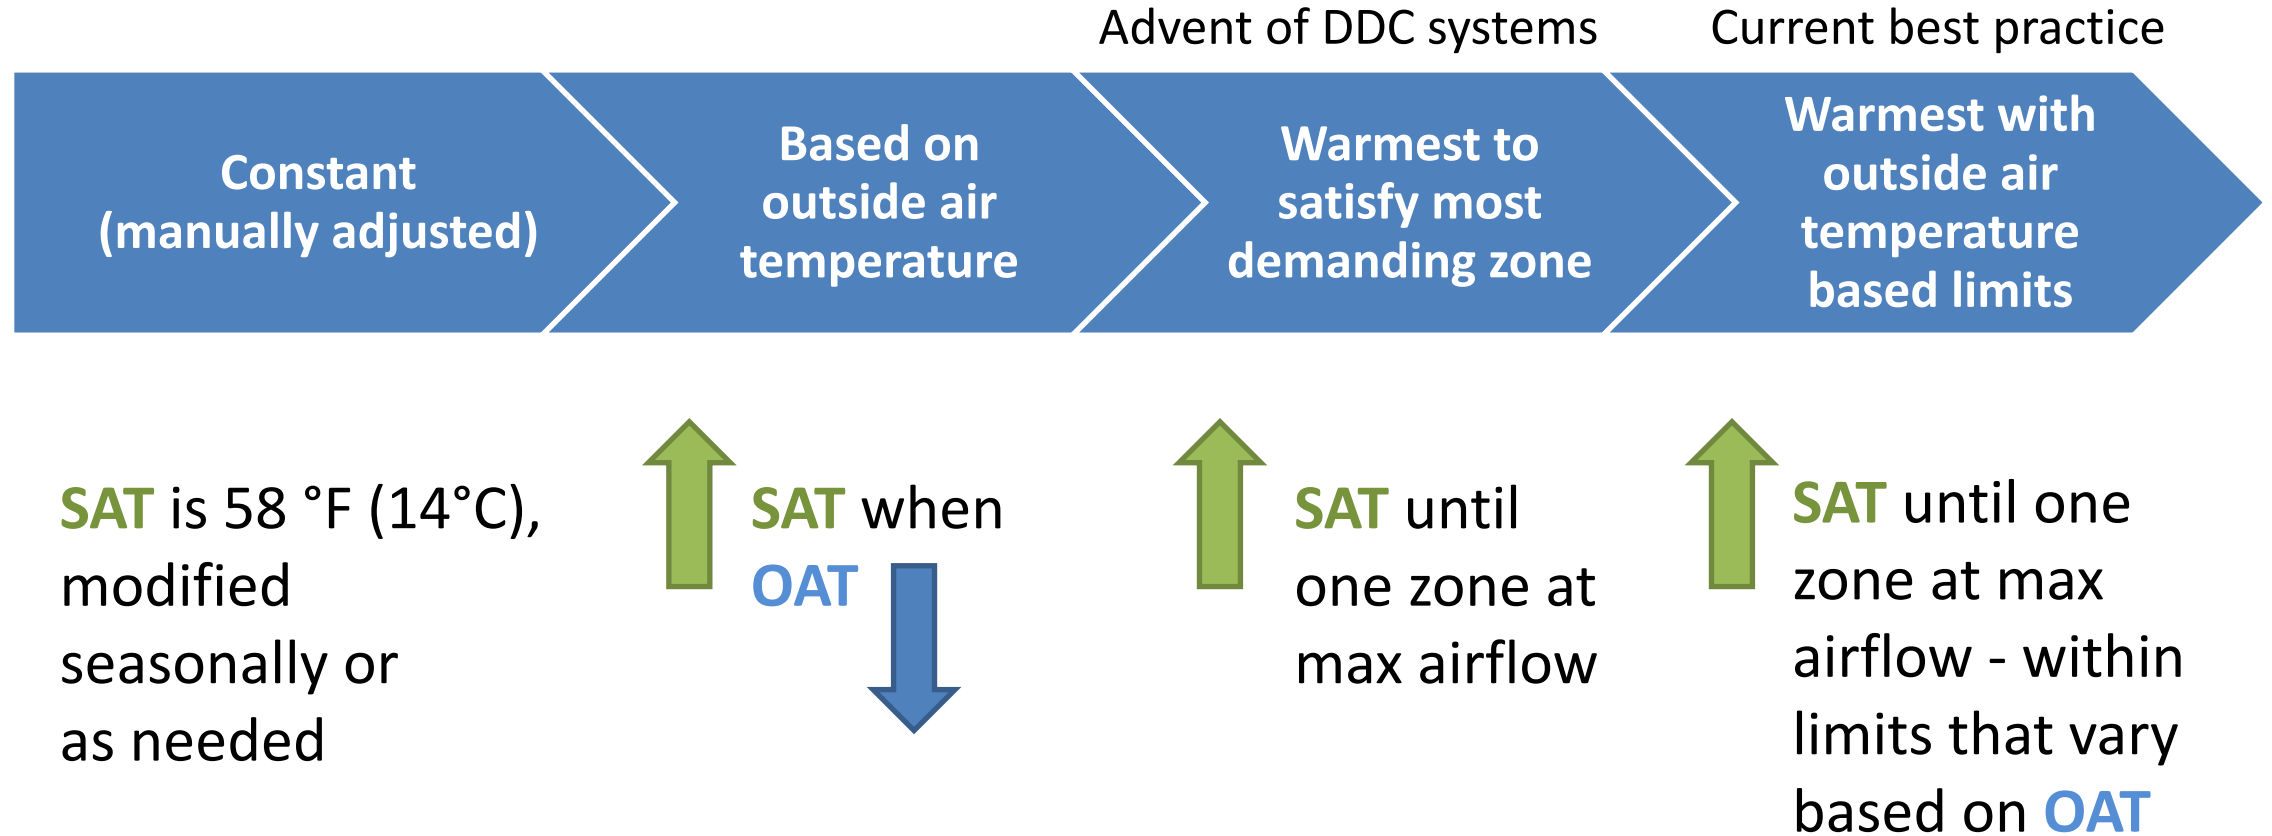 Advent of DDC systems
Current best practice
Constant
(manually adjusted)
Based on
outside air
temperature
Warmest to
satisfy most
demanding zone
Warmest with
outside air
temperature
based limits
SAT is 58 °F (14°C),
modified
seasonally or
as needed
SAT when
OAT
SAT until
one zone at
max airflow
SAT until one
zone at max
airflow - within
limits that vary
based on OAT